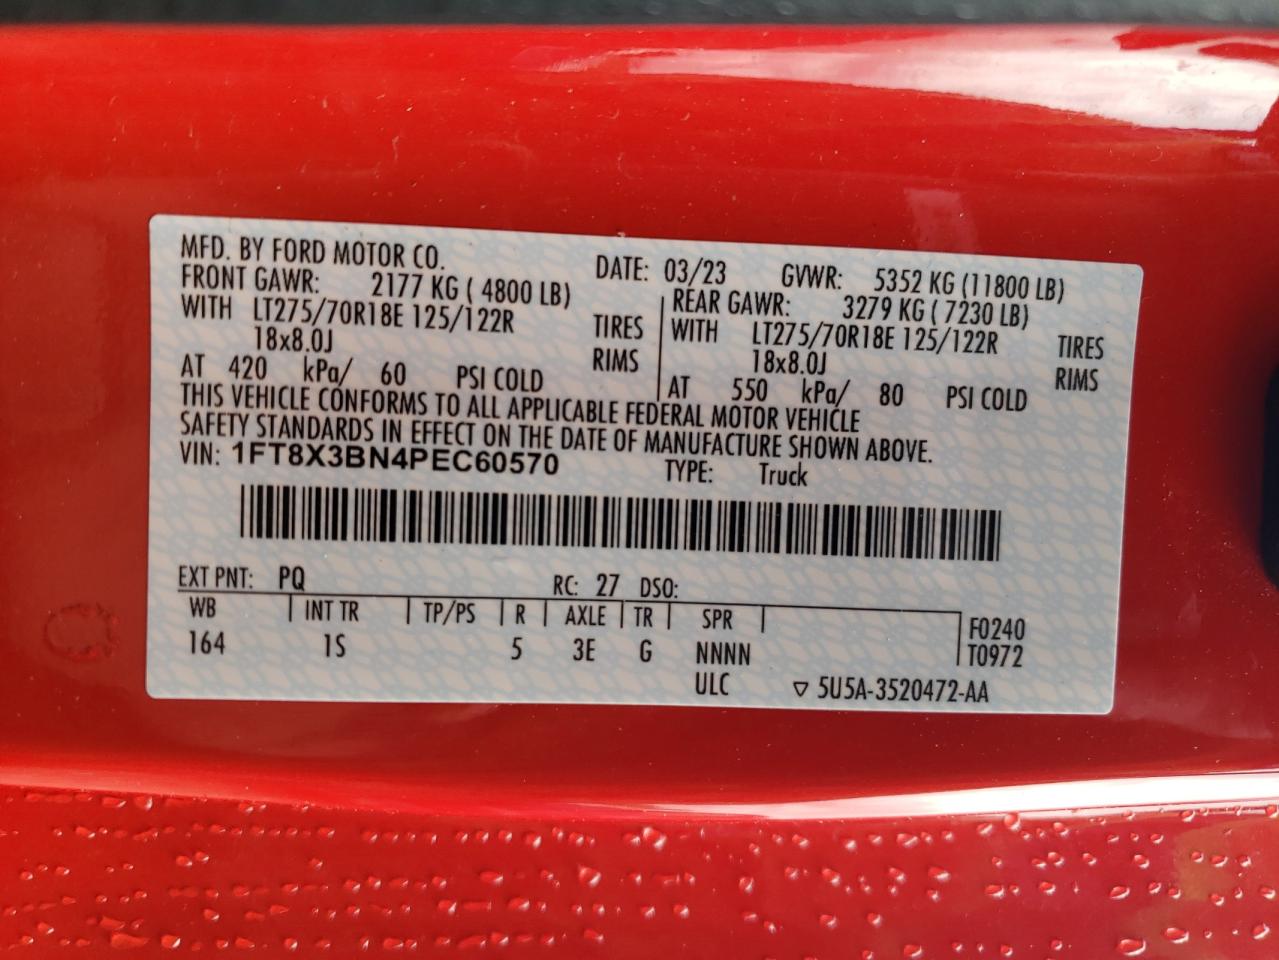 MFD. BY FORD MOTOR CO.
DATE: 03/23 GVWR: 5352 KG (11800 LB)
FRONT GAWR: 2177 KG ( 4800 LB)
WITH LT275/70R18E 125/122R TIRES
18x8.0J RIMS
AT 420 kPa/ 60 PSI COLD
REAR GAWR: 3279 KG ( 7230 LB)
WITH LT275/70R18E 125/122R TIRES
18x8.0J RIMS
AT 550 kPa/ 80 PSI COLD
THIS VEHICLE CONFORMS TO ALL APPLICABLE FEDERAL MOTOR VEHICLE
SAFETY STANDARDS IN EFFECT ON THE DATE OF MANUFACTURE SHOWN ABOVE.
VIN: 1FT8X3BN4PEC60570 TYPE: Truck
EXT PNT: PQ RC: 27 DSO:
WB INT TR TP/PS R AXLE TR SPR
164 1S 5 3E G NNNN
F0240
T0972
ULC ▽ 5U5A-3520472-AA